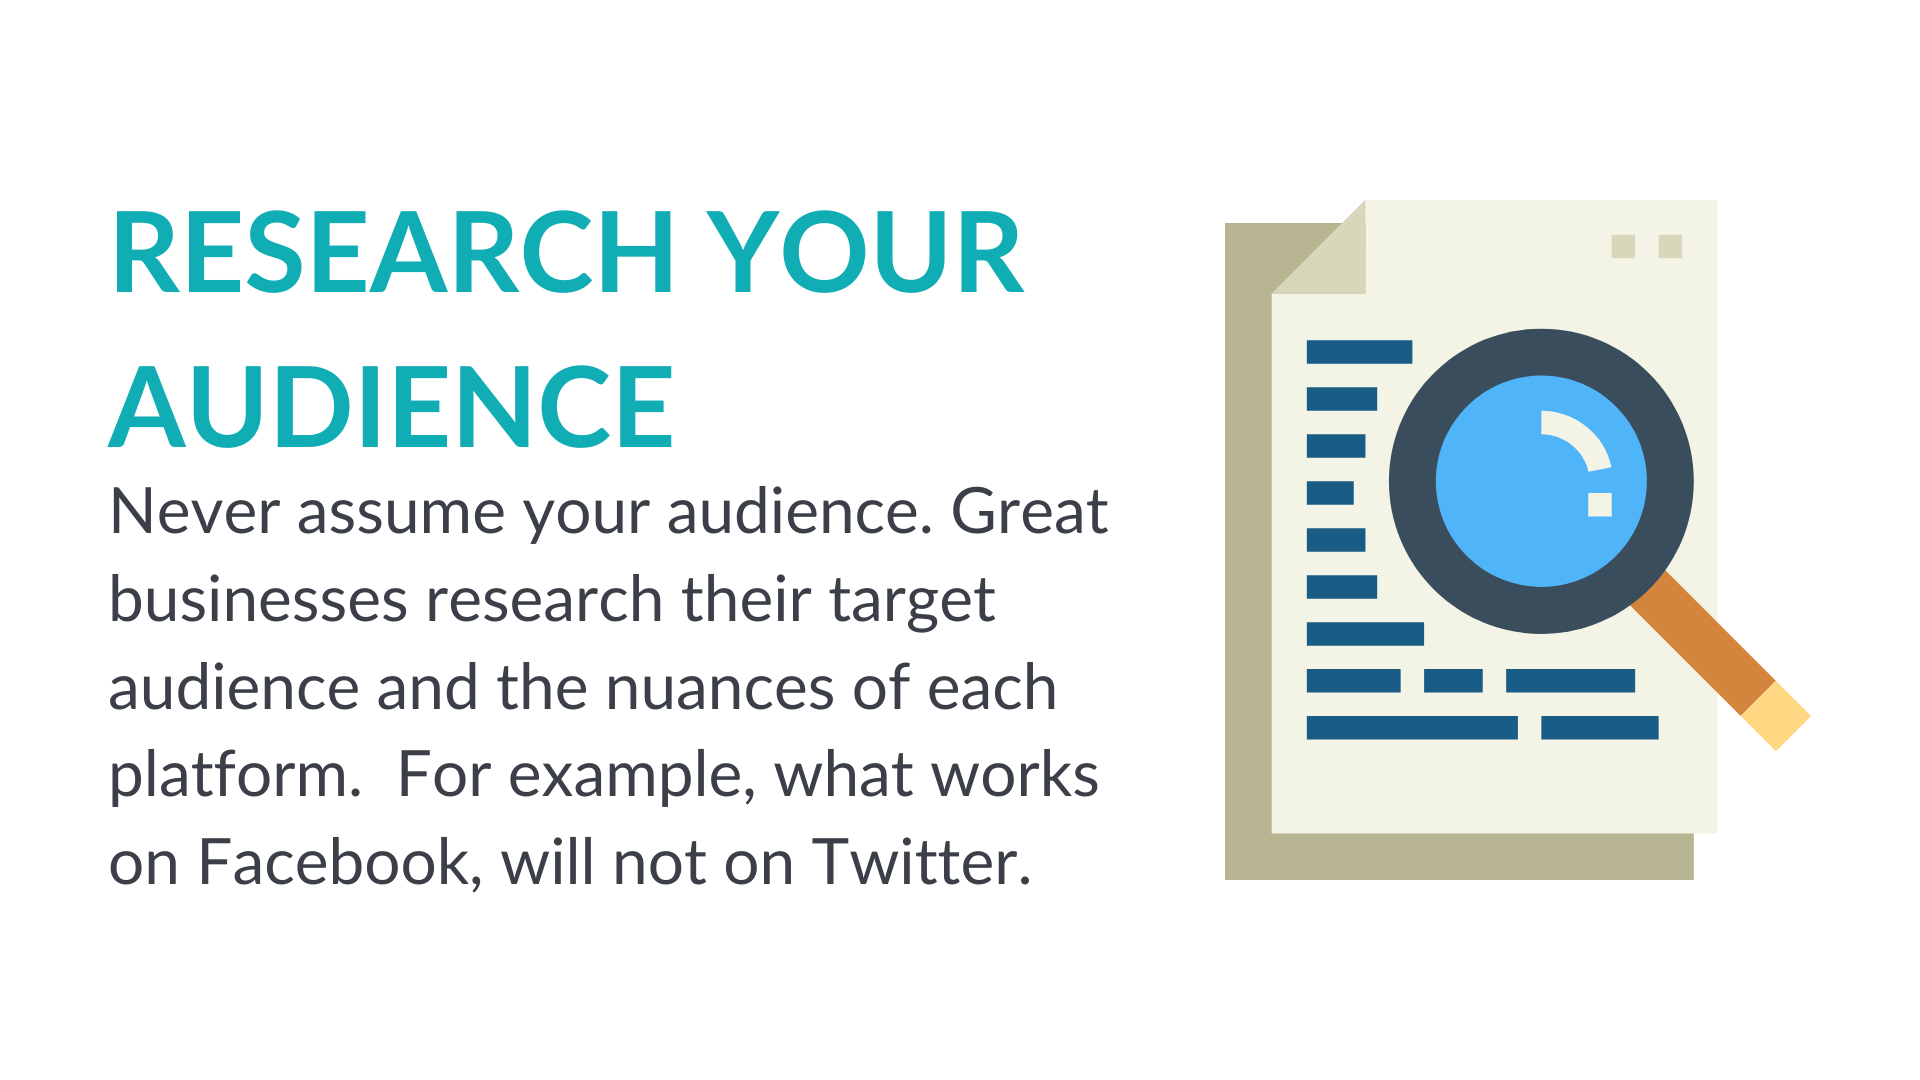 RESEARCH YOUR
AUDIENCE
Never assume your audience. Great
businesses research their target
audience and the nuances of each
platform.  For example, what works
on Facebook, will not on Twitter.